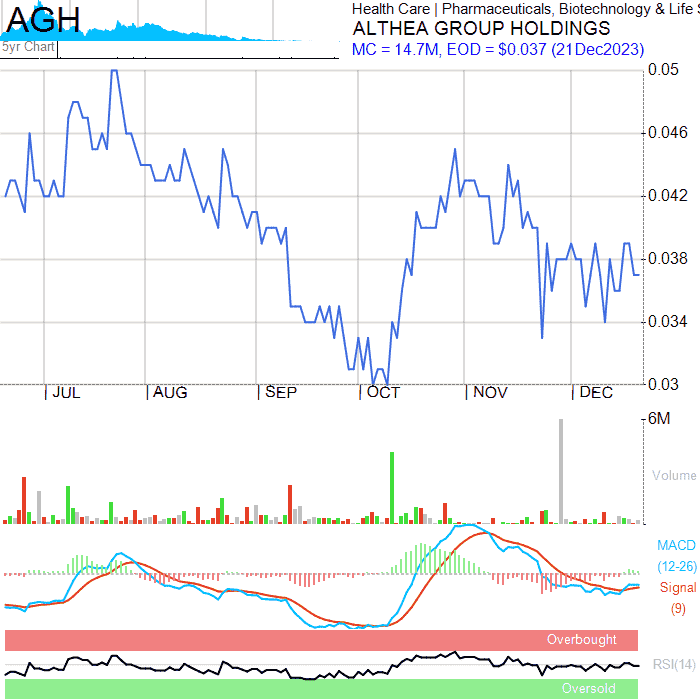 AGH
5yr Chart
Health Care | Pharmaceuticals, Biotechnology & Life S
ALTHEA GROUP HOLDINGS
MC = 14.7M, EOD = $0.037 (21Dec2023)
0.05
0.046
0.042
0.038
0.034
0.03
JUL AUG SEP OCT NOV DEC
6M
Volume
MACD
(12-26)
Signal
(9)
Overbought
RSI(14)
Oversold